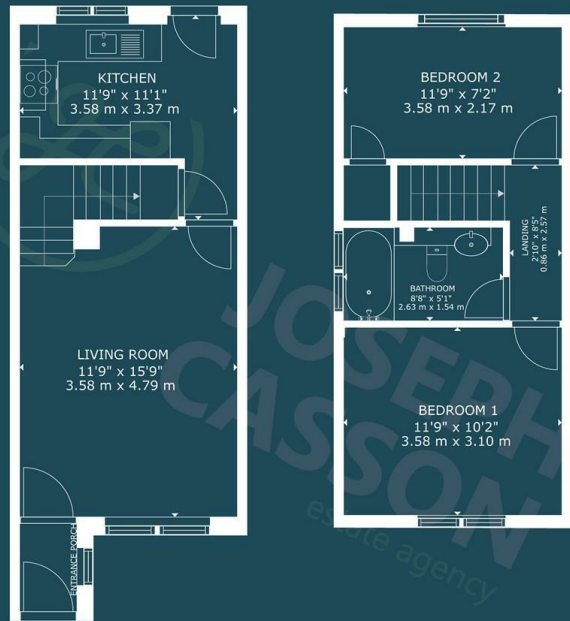 KITCHEN
11'9" x 11'1"
3.58 m x 3.37 m
LIVING ROOM
11'9" x 15'9"
3.58 m x 4.79 m
ENTRANCE PORCH
BEDROOM 2
11'9" x 7'2"
3.58 m x 2.17 m
LANDING
2'10" x 8'5"
0.86 m x 2.57 m
BATHROOM
8'8" x 5'1"
2.63 m x 1.54 m
BEDROOM 1
11'9" x 10'2"
3.58 m x 3.10 m
JOSEPH
CASSON
estate agency